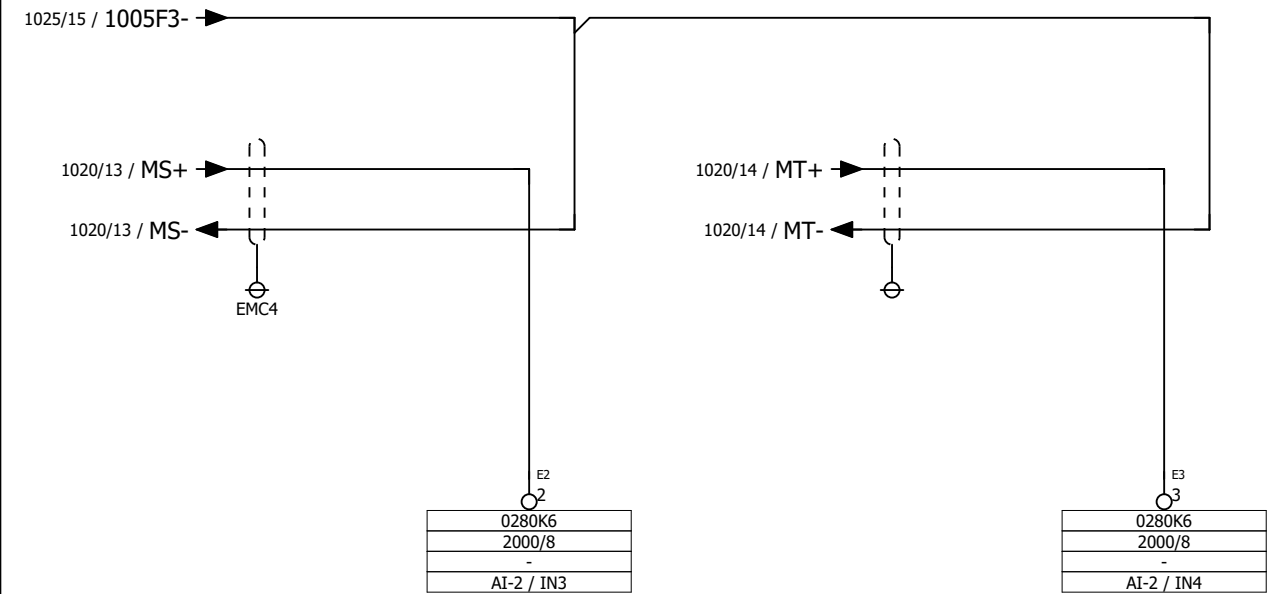 1025/15 / 1005F3-
1020/13 / MS+
1020/14 / MT+
1020/13 / MS-
1020/14 / MT-
EMC4
E2
2
E3
3
0280K6
2000/8
-
AI-2 / IN3
0280K6
2000/8
-
AI-2 / IN4